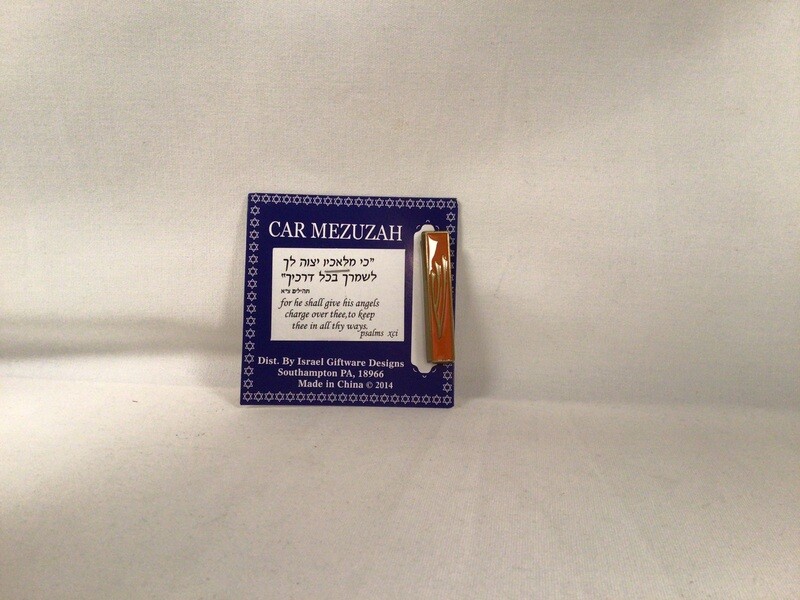 CAR MEZUZAH
"כי מלאכיו יצוה לך
לשמרך בכל דרכיך"
תהילים צ״א
for he shall give his angels
charge over thee,to keep
thee in all thy ways.
"psalms xci
Dist. By Israel Giftware Designs
Southampton PA, 18966
Made in China © 2014
ש